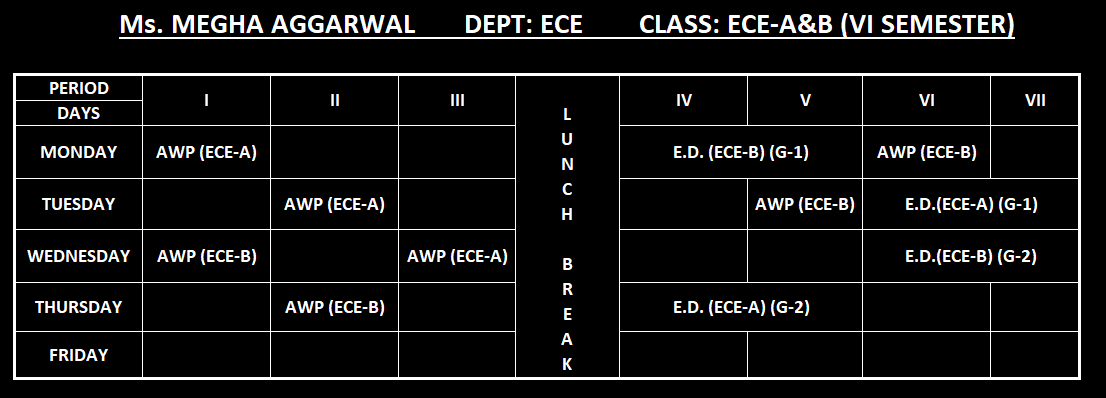 Ms. MEGHA AGGARWAL DEPT: ECE CLASS: ECE-A&B (VI SEMESTER)
PERIOD
DAYS
I II III LUNCH BREAK IV V VI VII
MONDAY AWP (ECE-A) E.D. (ECE-B) (G-1) AWP (ECE-B)
TUESDAY AWP (ECE-A) AWP (ECE-B) E.D.(ECE-A) (G-1)
WEDNESDAY AWP (ECE-B) AWP (ECE-A) E.D.(ECE-B) (G-2)
THURSDAY AWP (ECE-B) E.D. (ECE-A) (G-2)
FRIDAY